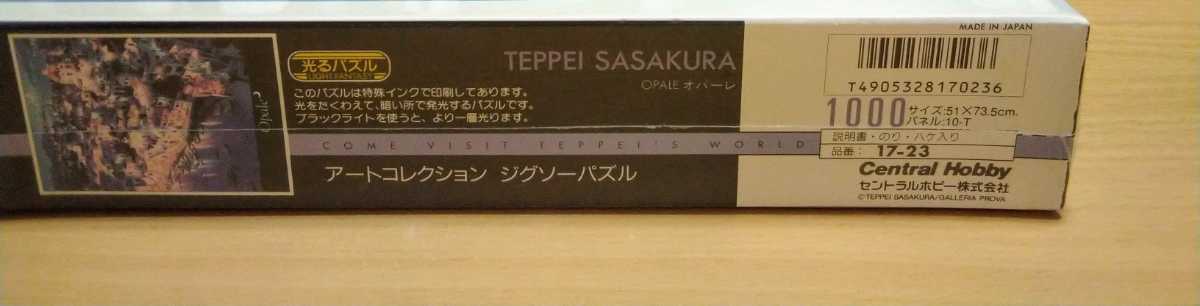 Opale
光るパズル
LIGHT FANTASY
このパズルは特殊インクで印刷してあります。
光をたくわえて、暗い所で発光するパズルです。
ブラックライトを使うと、より一層光ります。
TEPPEI SASAKURA
OPALE オパーレ
COME VISIT TEPPEI'S WORLD
アートコレクション ジグソーパズル
MADE IN JAPAN
T4905328170236
1000 サイズ:51×73.5cm.
パネル:10-T
説明書・のり・ハケ入り
品番: 17-23
Central Hobby
セントラルホビー株式会社
©TEPPEI SASAKURA/GALLERIA PROVA